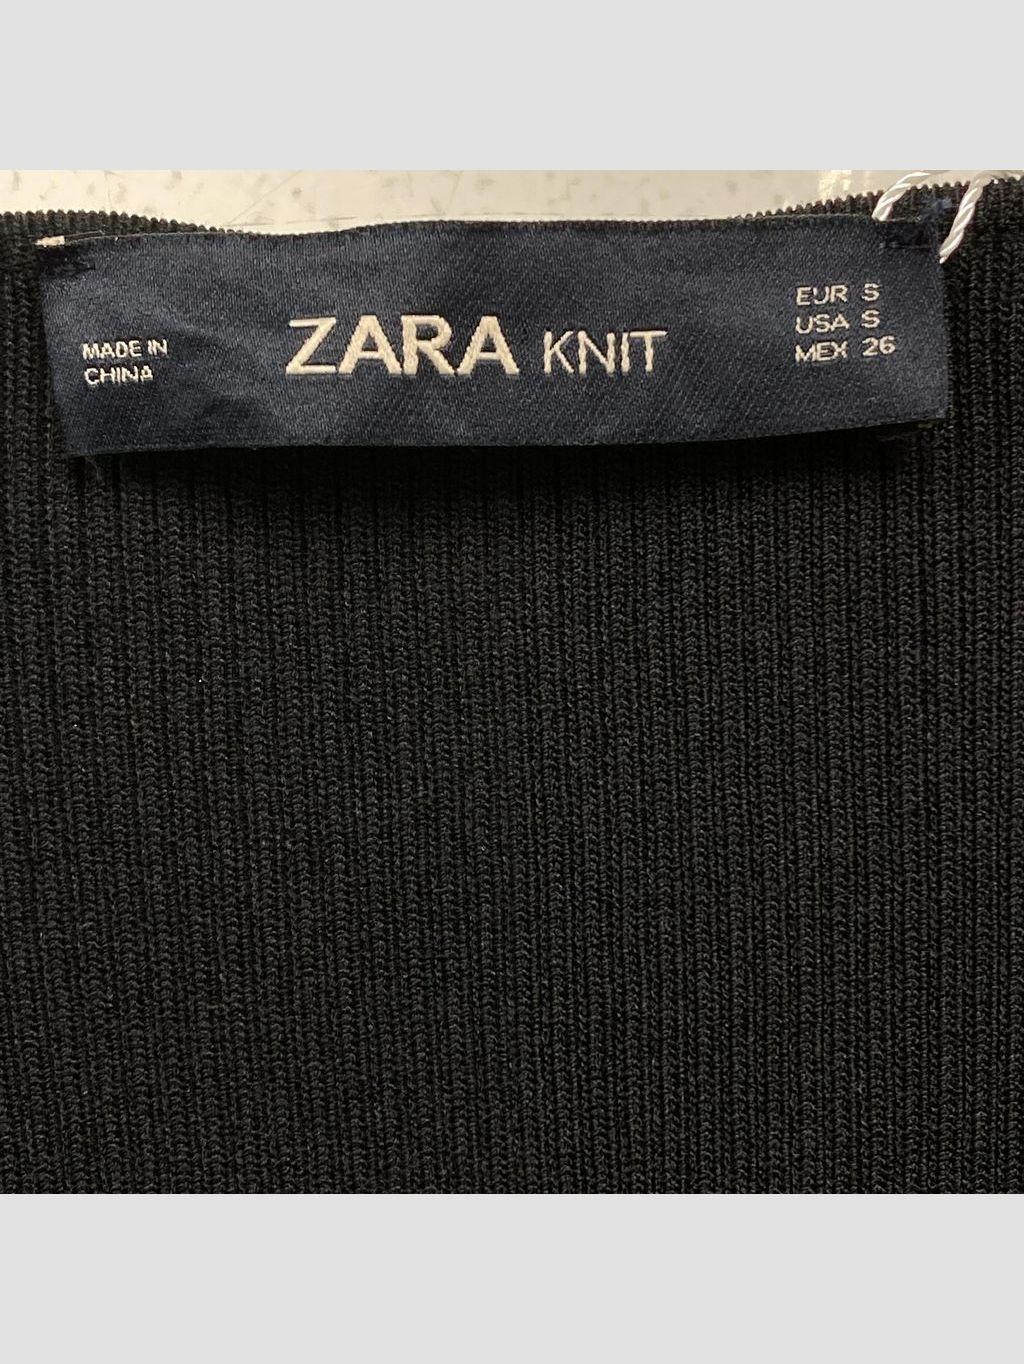 MADE IN
CHINA
ZARA KNIT
EUR S
USA S
MEX 26